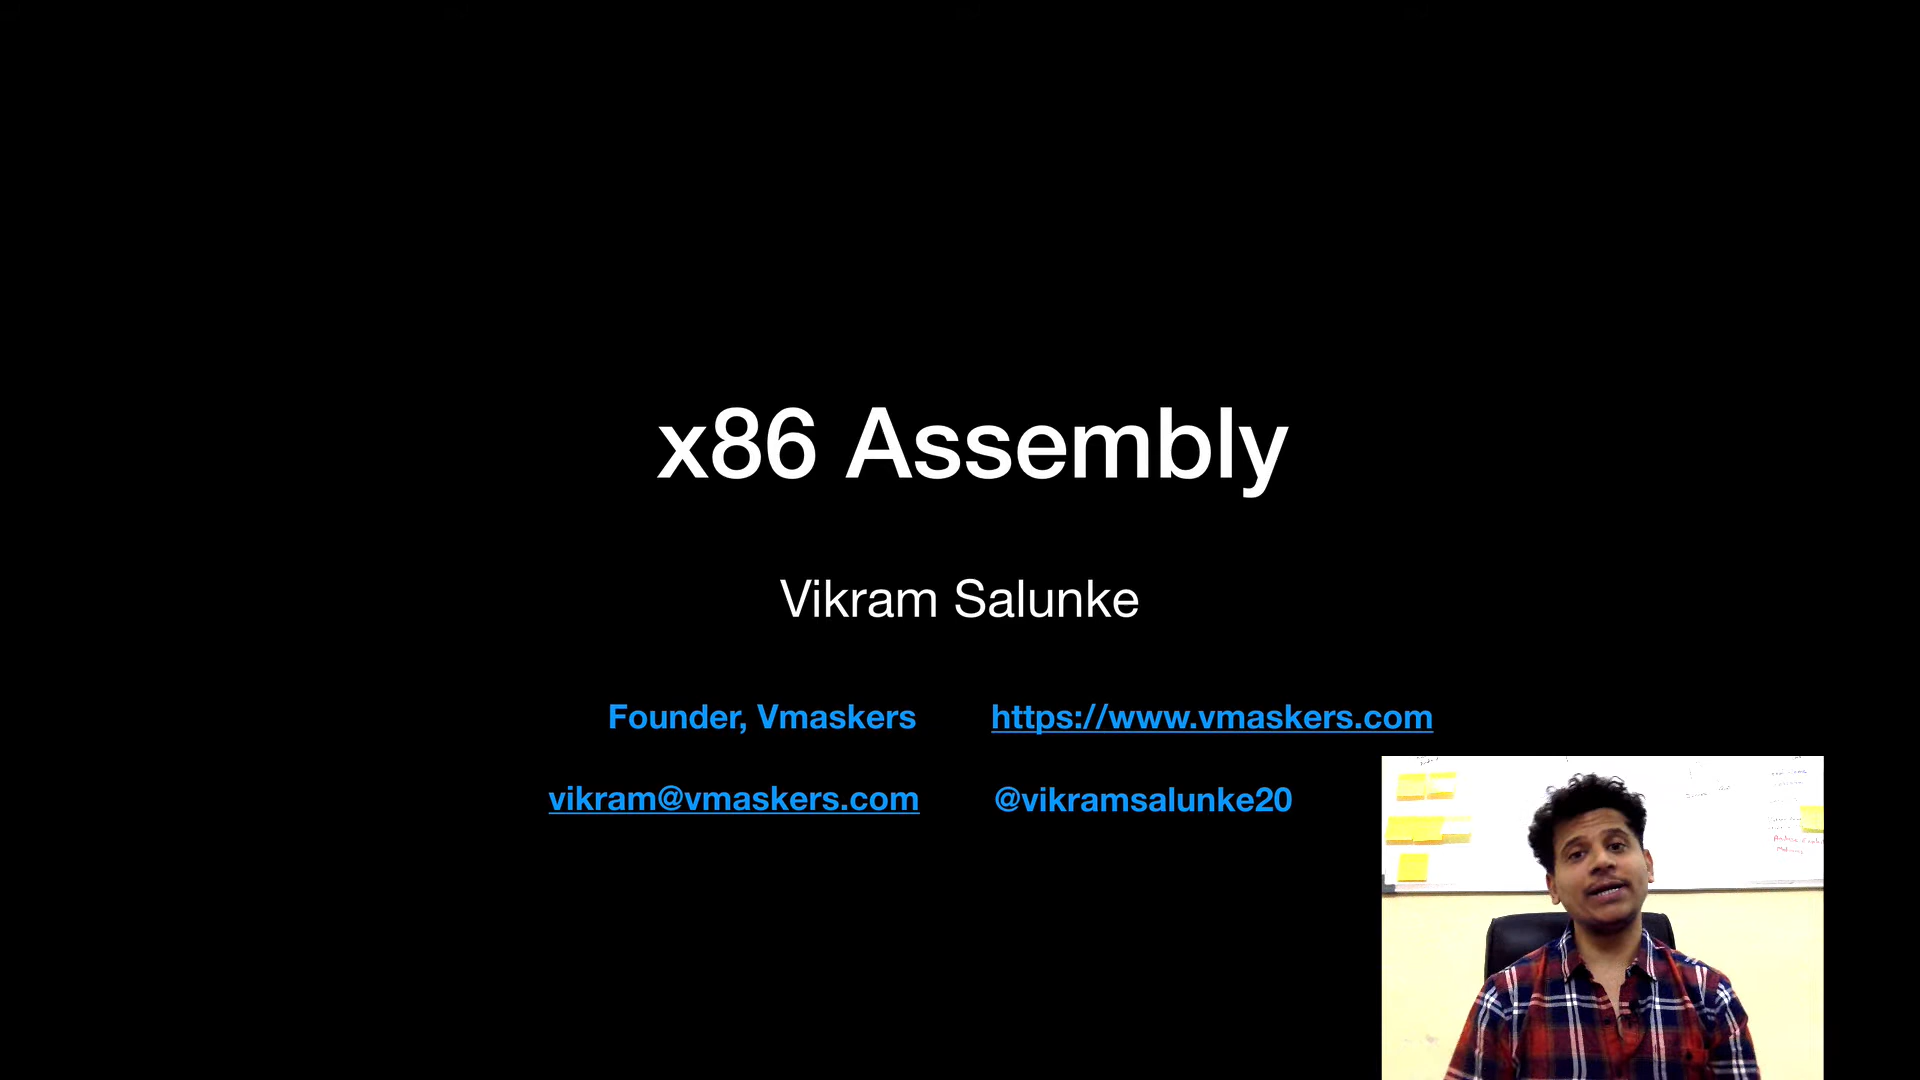 x86 Assembly
Vikram Salunke
Founder, Vmaskers https://www.vmaskers.com
vikram@vmaskers.com @vikramsalunke20